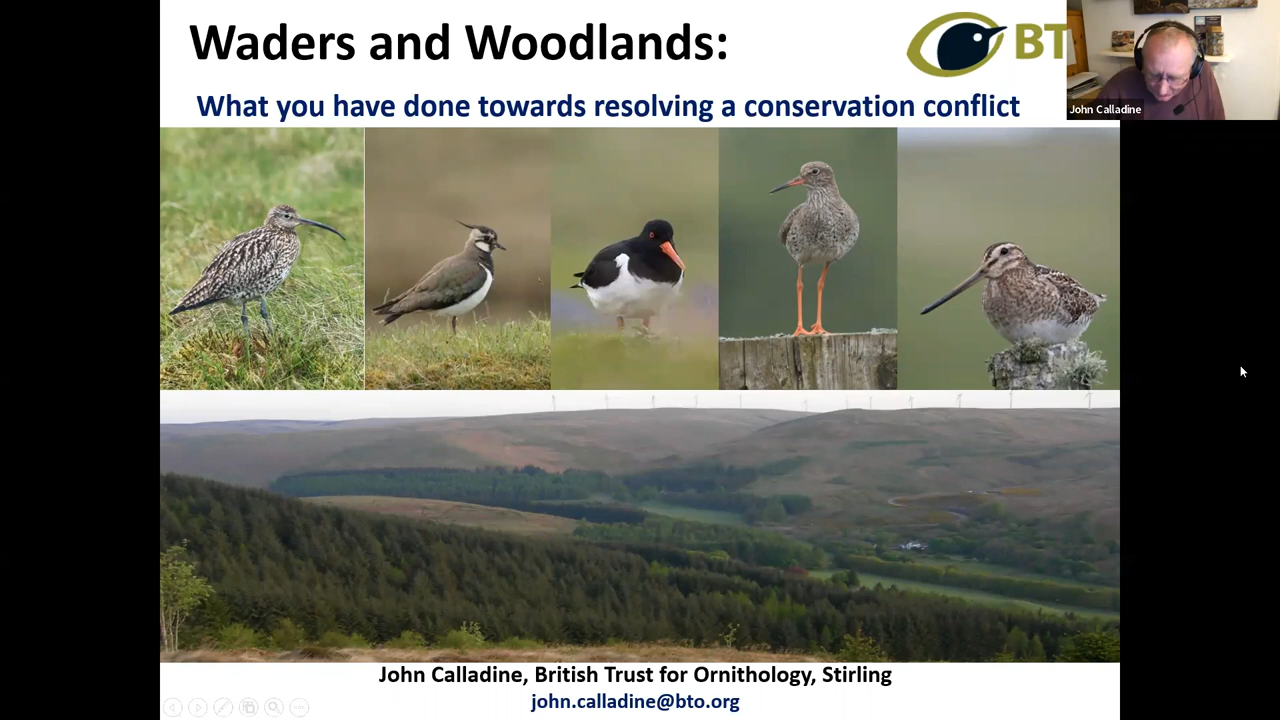 Waders and Woodlands:
BT
What you have done towards resolving a conservation conflict
John Calladine
John Calladine, British Trust for Ornithology, Stirling
john.calladine@bto.org